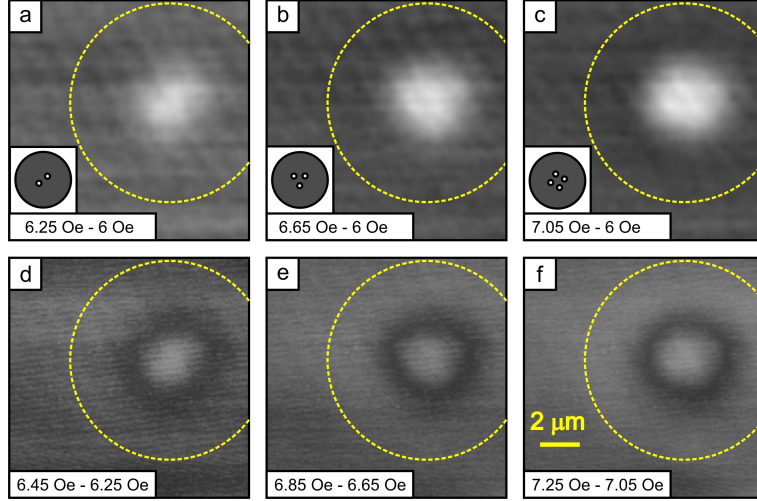 a
b
c
6.25 Oe - 6 Oe
6.65 Oe - 6 Oe
7.05 Oe - 6 Oe
d
e
f
2 μm
6.45 Oe - 6.25 Oe
6.85 Oe - 6.65 Oe
7.25 Oe - 7.05 Oe